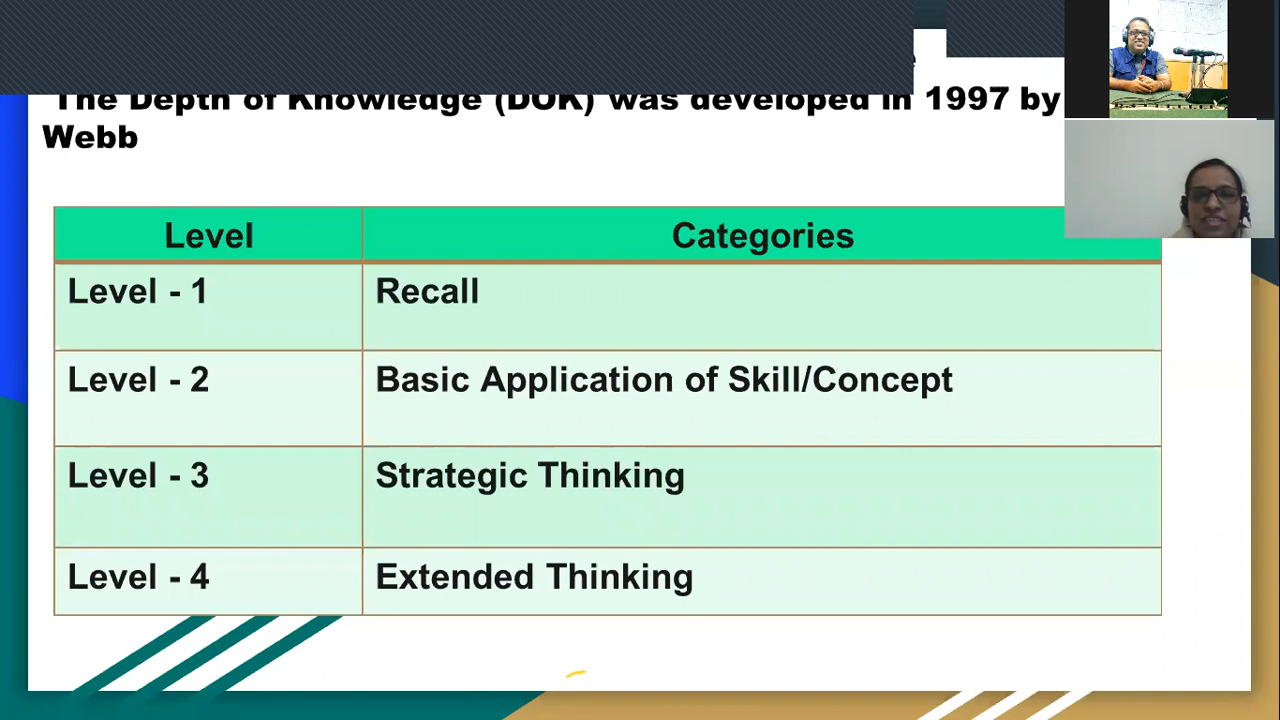 The Depth of Knowledge (DOK) was developed in 1997 by
Webb
Level Categories
Level - 1 Recall
Level - 2 Basic Application of Skill/Concept
Level - 3 Strategic Thinking
Level - 4 Extended Thinking